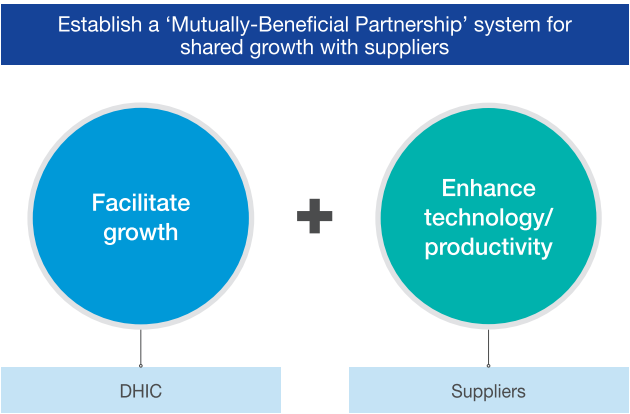 Establish a ‘Mutually-Beneficial Partnership’ system for
shared growth with suppliers
Facilitate
growth
Enhance
technology/
productivity
DHIC
Suppliers